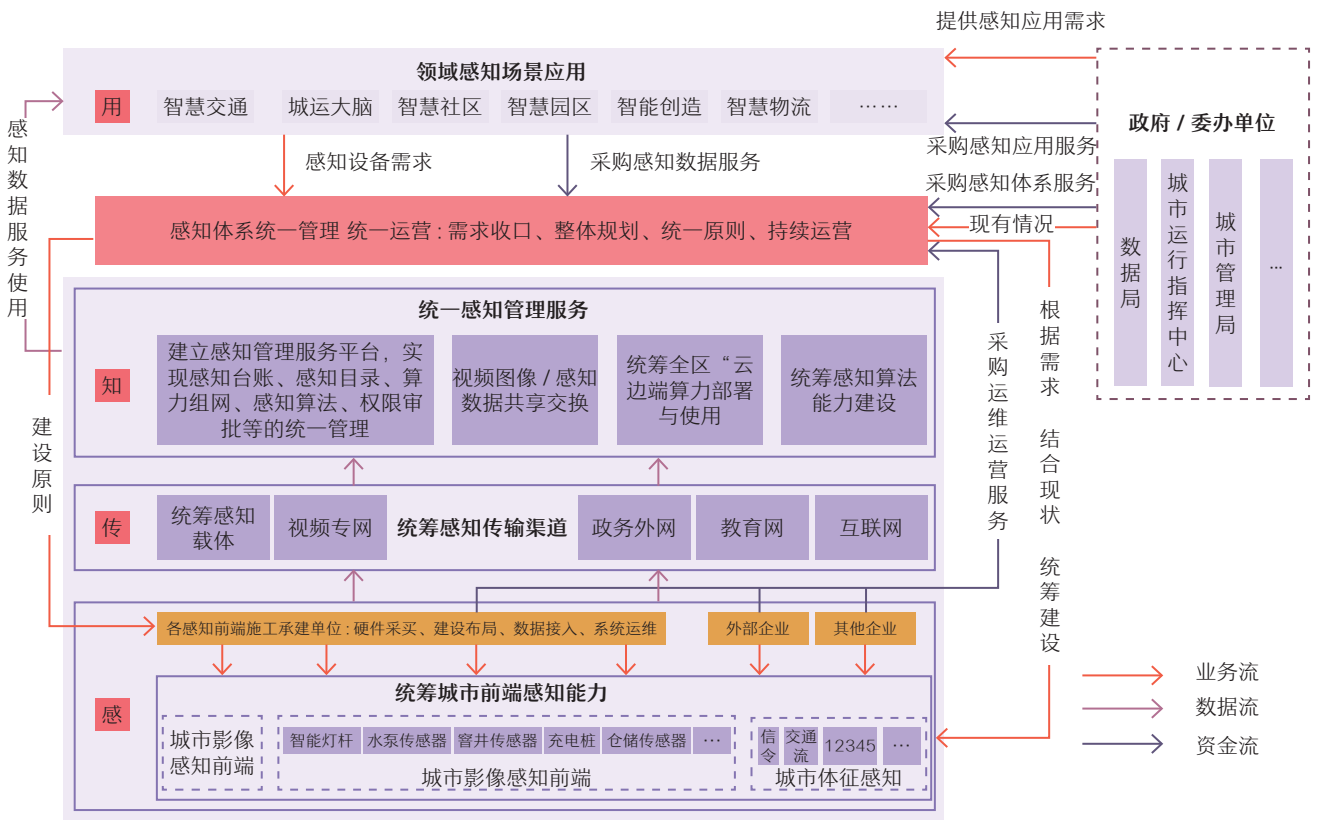 提供感知应用需求
领域感知场景应用
用
智慧交通
城运大脑
智慧社区
智慧园区
智能创造
智慧物流
……
感知设备需求
采购感知数据服务
采购感知应用服务
采购感知体系服务
现有情况
政府 / 委办单位
数据局
城市运行指挥中心
城市管理局
...
感知数据服务使用
感知体系统一管理 统一运营：需求收口、整体规划、统一原则、持续运营
统一感知管理服务
知
建立感知管理服务平台，实
现感知台账、感知目录、算
力组网、感知算法、权限审
批等的统一管理
视频图像 / 感知
数据共享交换
统筹全区“云
边端算力部署
与使用
统筹感知算法
能力建设
建设原则
采购运维运营服务
根据需求 结合现状 统筹建设
传
统筹感知
载体
视频专网
统筹感知传输渠道
政务外网
教育网
互联网
各感知前端施工承建单位：硬件采买、建设布局、数据接入、系统运维
外部企业
其他企业
感
统筹城市前端感知能力
城市影像
感知前端
智能灯杆
水泵传感器
窨井传感器
充电桩
仓储传感器
…
城市影像感知前端
信令
交通流
12345
…
城市体征感知
业务流
数据流
资金流